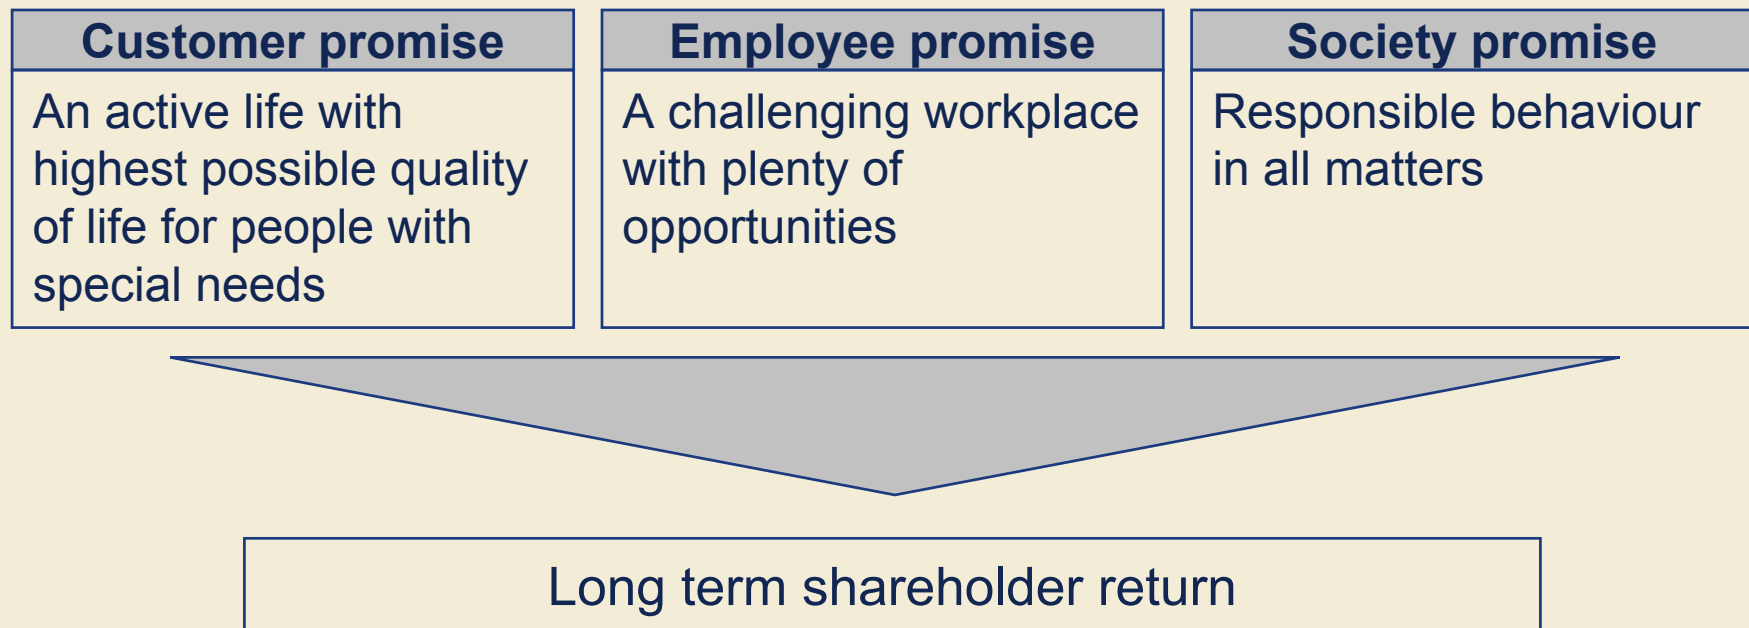 Customer promise
An active life with
highest possible quality
of life for people with
special needs
Employee promise
A challenging workplace
with plenty of
opportunities
Society promise
Responsible behaviour
in all matters
Long term shareholder return